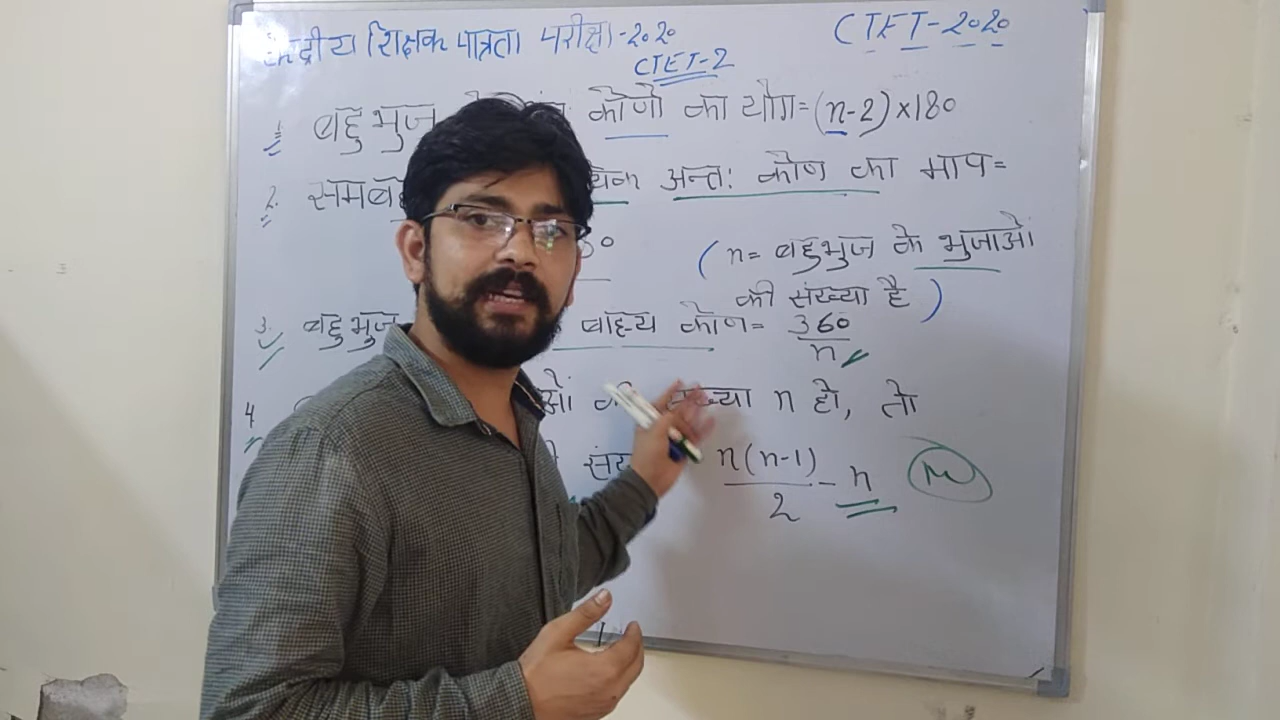 केन्द्रीय शिक्षक पात्रता परीक्षा-2020 CTET-2020
CTET-2
1. बहुभुज कोणों का योग=(n-2)×180
2. अन्तः कोण का माप=
(n= बहुभुज के भुजाओं
की संख्या है)
3. बहुभुज बाह्य कोण= 360/n
4 n हो, तो
n(n-1)/2 - n